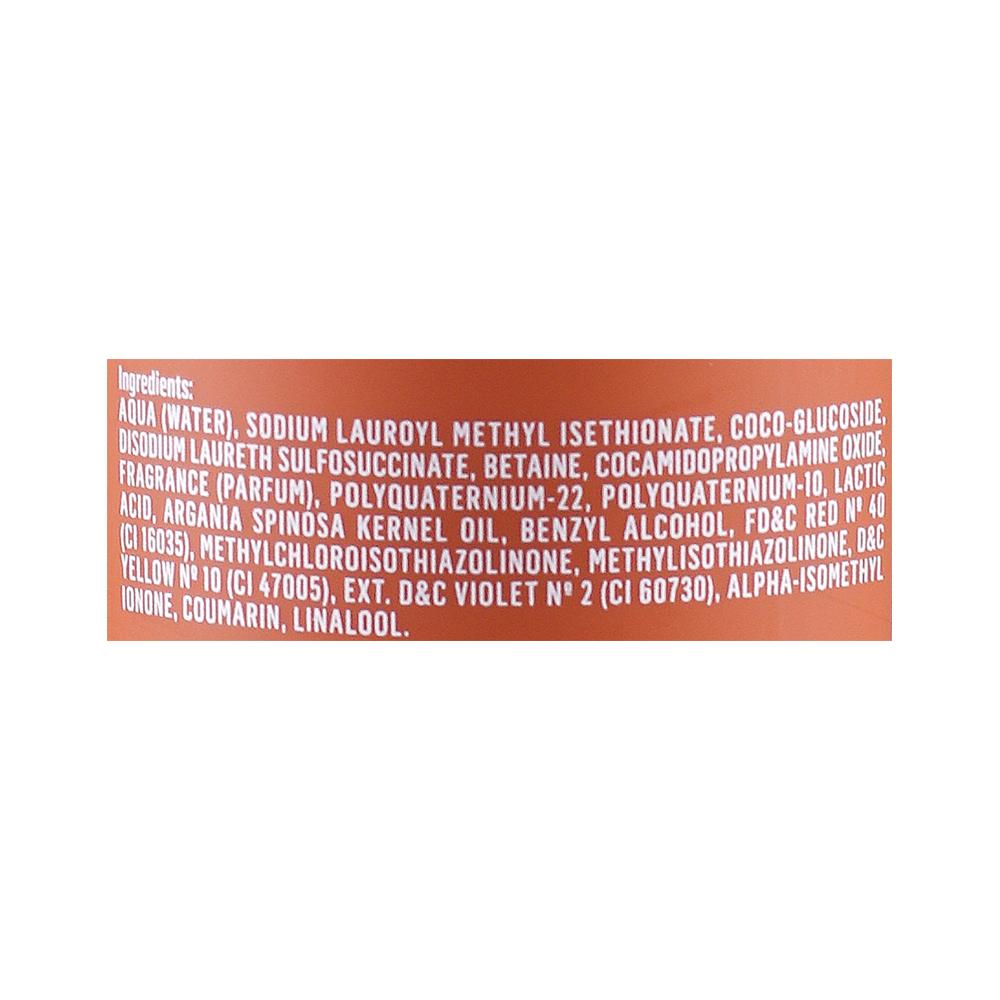 Ingredients:
AQUA (WATER), SODIUM LAUROYL METHYL ISETHIONATE, COCO-GLUCOSIDE,
DISODIUM LAURETH SULFOSUCCINATE, BETAINE, COCAMIDOPROPYLAMINE OXIDE,
FRAGRANCE (PARFUM), POLYQUATERNIUM-22, POLYQUATERNIUM-10, LACTIC
ACID, ARGANIA SPINOSA KERNEL OIL, BENZYL ALCOHOL, FD&C RED Nº 40
(CI 16035), METHYLCHLOROISOTHIAZOLINONE, METHYLISOTHIAZOLINONE, D&C
YELLOW Nº 10 (CI 47005), EXT. D&C VIOLET Nº 2 (CI 60730), ALPHA-ISOMETHYL
IONONE, COUMARIN, LINALOOL.